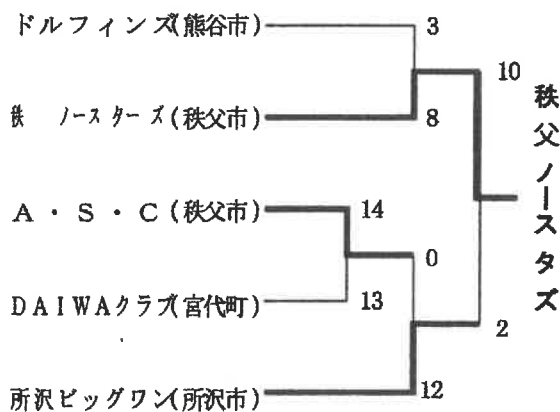 ドルフィンズ(熊谷市)
3
10
秩 ノースターズ(秩父市)
8
秩父ノースタズ
A・S・C(秩父市)
14
0
DAIWAクラブ(宮代町)
13
2
所沢ビッグワン(所沢市)
12